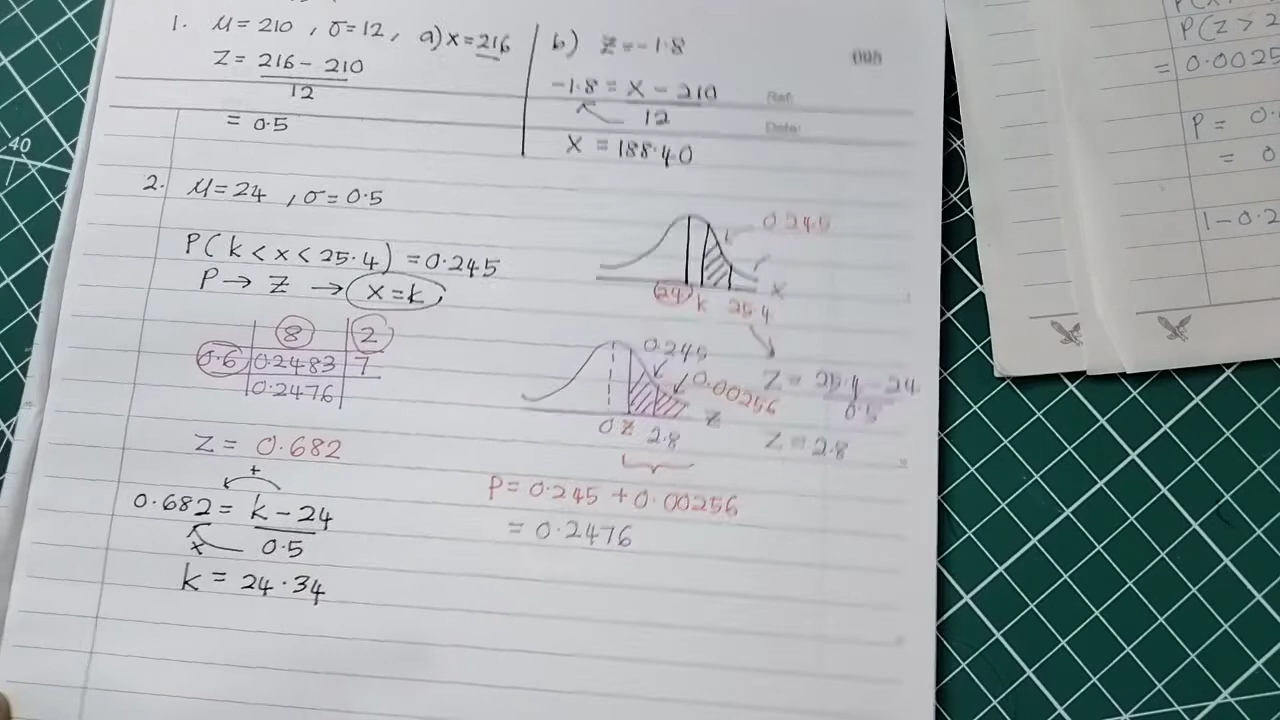 1. μ = 210 , σ = 12 , a) x = 216
Z = 216 - 210
12
= 0.5
b) z = -1.8
-1.8 = x - 210
12
x = 188.40
Ref:
Date:
2. μ = 24 , σ = 0.5
P( k < x < 25.4 ) = 0.245
P → Z → x = k
8 2
0.6 0.2483 7
0.2476
Z = 0.682
+
0.682 = k - 24
x 0.5
k = 24.34
0.245
x
24 k 25.4
0.245
0.00256
z
0 z 2.8
Z = 25.4 - 24
0.5
Z = 2.8
P = 0.245 + 0.00256
= 0.2476
40
P(Z > 2
= 0.0025
P = 0.
= 0
1 - 0.2